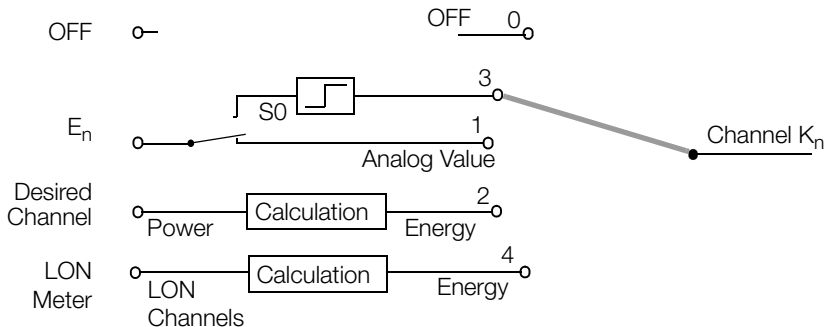 OFF OFF 0
3
S0
En 1
Analog Value
Channel Kn
Desired
Channel
Power Calculation Energy 2
LON
Meter
LON
Channels
Calculation Energy 4